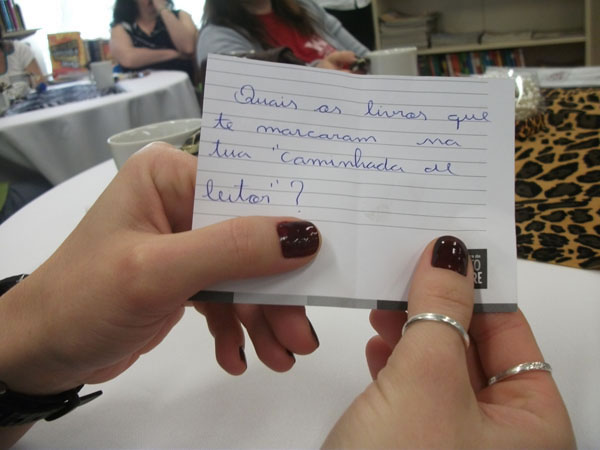 Quais os livros que
te marcaram na
tua "caminhada de
leitor"?